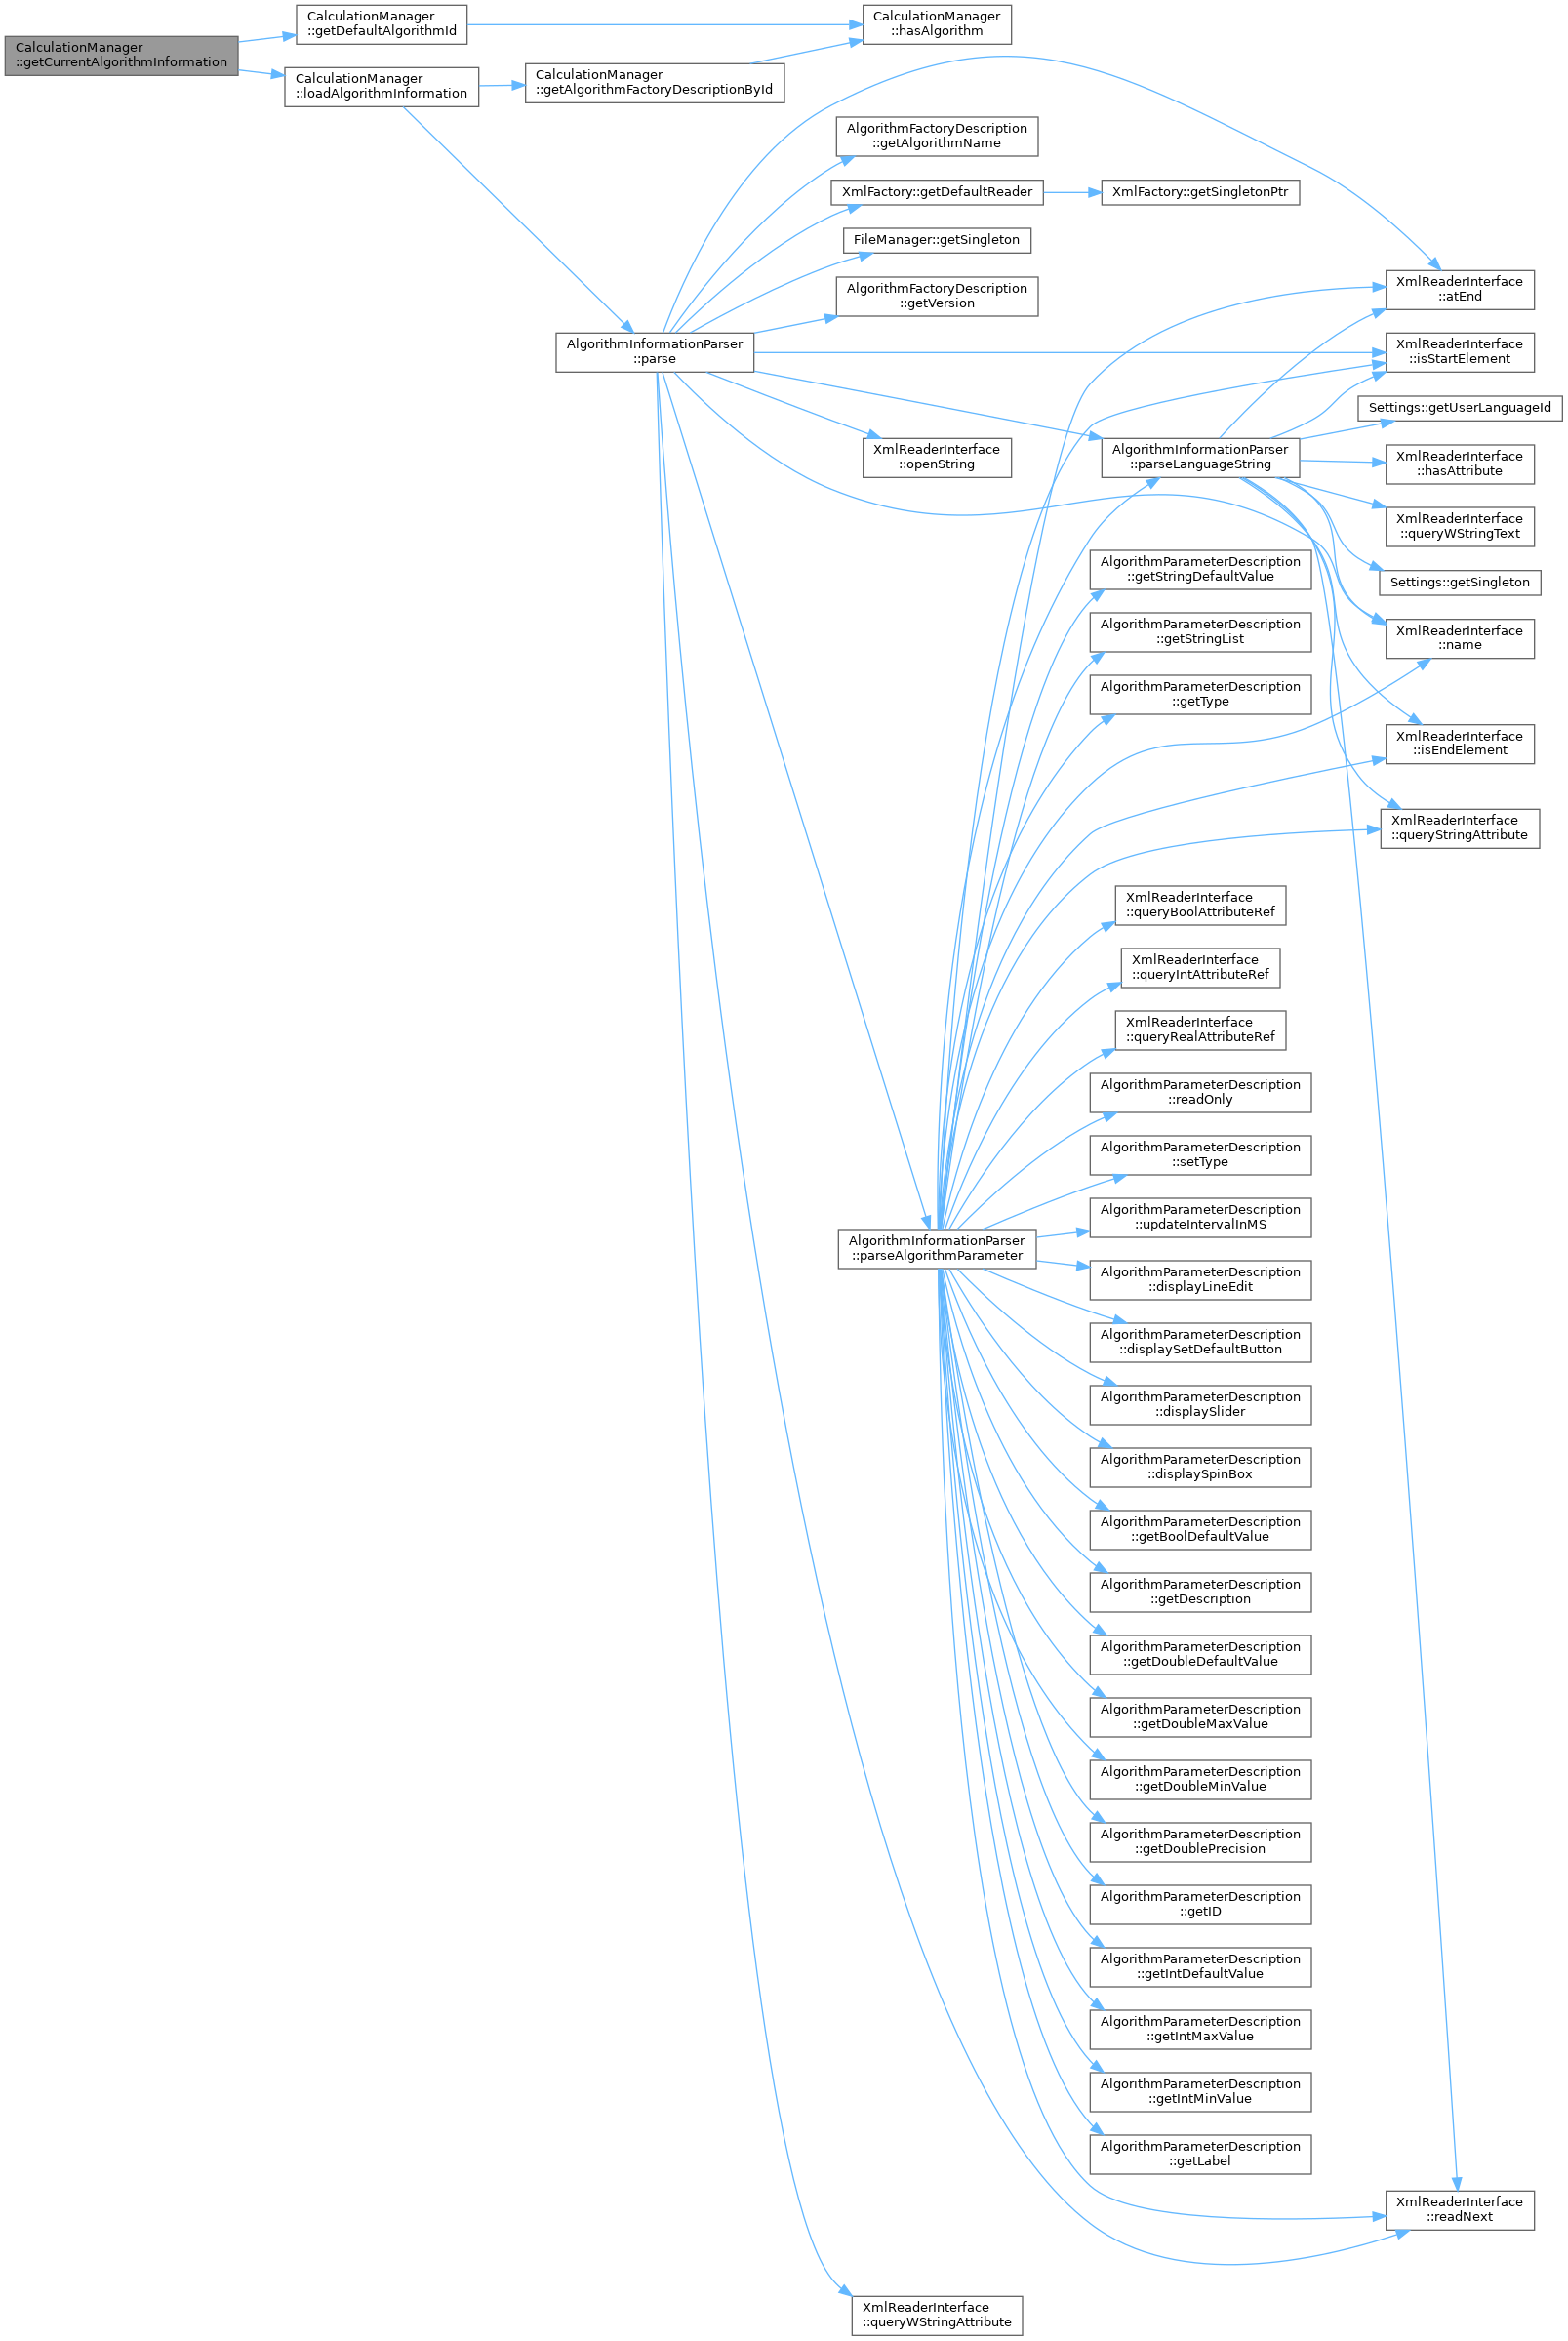 CalculationManager
::getCurrentAlgorithmInformation
CalculationManager
::getDefaultAlgorithmId
CalculationManager
::hasAlgorithm
CalculationManager
::loadAlgorithmInformation
CalculationManager
::getAlgorithmFactoryDescriptionById
AlgorithmInformationParser
::parse
AlgorithmFactoryDescription
::getAlgorithmName
XmlFactory::getDefaultReader
XmlFactory::getSingletonPtr
FileManager::getSingleton
AlgorithmFactoryDescription
::getVersion
XmlReaderInterface
::atEnd
XmlReaderInterface
::isStartElement
Settings::getUserLanguageId
XmlReaderInterface
::openString
AlgorithmInformationParser
::parseLanguageString
XmlReaderInterface
::hasAttribute
XmlReaderInterface
::queryWStringText
Settings::getSingleton
AlgorithmParameterDescription
::getStringDefaultValue
AlgorithmParameterDescription
::getStringList
XmlReaderInterface
::name
AlgorithmParameterDescription
::getType
XmlReaderInterface
::isEndElement
XmlReaderInterface
::queryStringAttribute
XmlReaderInterface
::queryBoolAttributeRef
XmlReaderInterface
::queryIntAttributeRef
XmlReaderInterface
::queryRealAttributeRef
AlgorithmParameterDescription
::readOnly
AlgorithmParameterDescription
::setType
AlgorithmParameterDescription
::updateIntervalInMS
AlgorithmInformationParser
::parseAlgorithmParameter
AlgorithmParameterDescription
::displayLineEdit
AlgorithmParameterDescription
::displaySetDefaultButton
AlgorithmParameterDescription
::displaySlider
AlgorithmParameterDescription
::displaySpinBox
AlgorithmParameterDescription
::getBoolDefaultValue
AlgorithmParameterDescription
::getDescription
AlgorithmParameterDescription
::getDoubleDefaultValue
AlgorithmParameterDescription
::getDoubleMaxValue
AlgorithmParameterDescription
::getDoubleMinValue
AlgorithmParameterDescription
::getDoublePrecision
AlgorithmParameterDescription
::getID
AlgorithmParameterDescription
::getIntDefaultValue
AlgorithmParameterDescription
::getIntMaxValue
AlgorithmParameterDescription
::getIntMinValue
AlgorithmParameterDescription
::getLabel
XmlReaderInterface
::readNext
XmlReaderInterface
::queryWStringAttribute